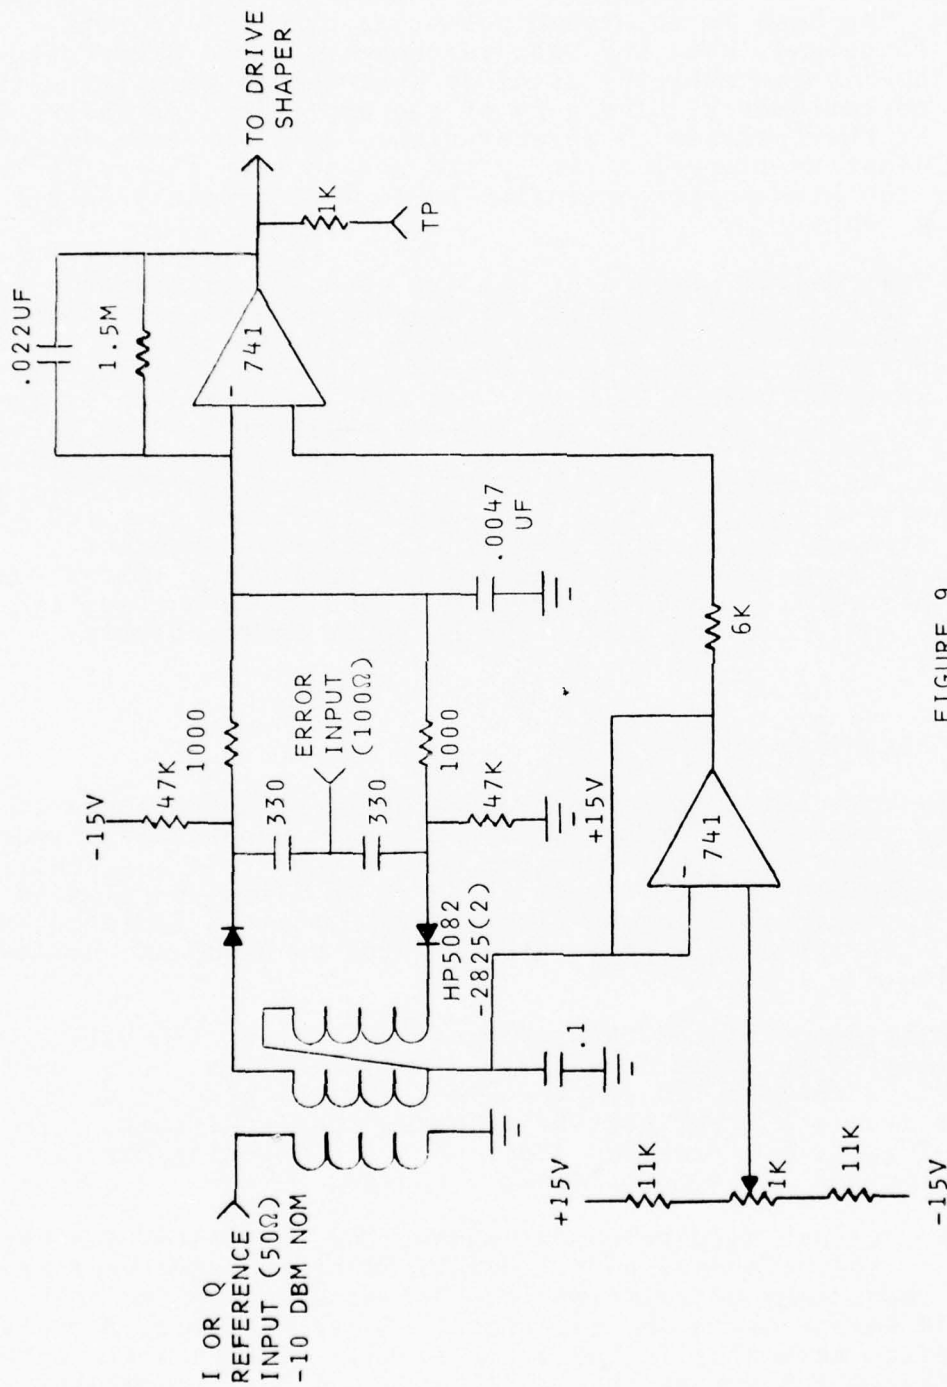 .022UF
1.5M
-
741
TO DRIVE
SHAPER
1K
TP
-15V
47K
1000
330
330
ERROR
INPUT
(100Ω)
1000
47K
.0047
UF
HP5082
-2825(2)
I OR Q
REFERENCE
INPUT (50Ω)
-10 DBM NOM
.1
+15V
-
741
6K
+15V
11K
1K
11K
-15V
FIGURE 9